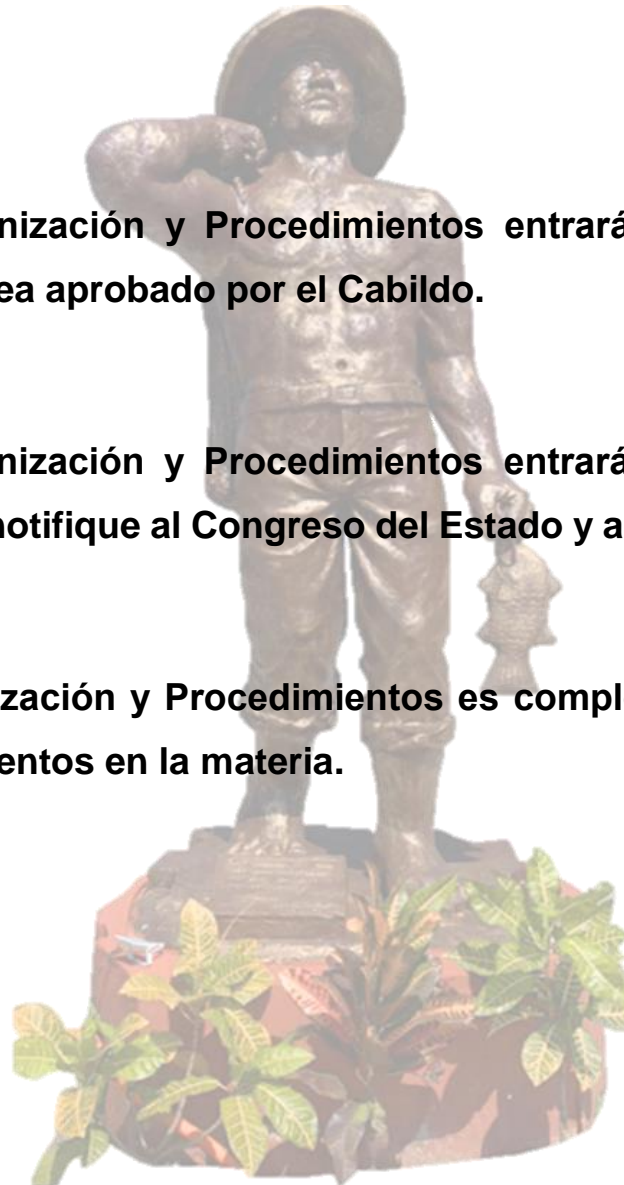 nización y Procedimientos entrará
ea aprobado por el Cabildo.
nización y Procedimientos entrará
notifique al Congreso del Estado y a
ización y Procedimientos es compl
entos en la materia.